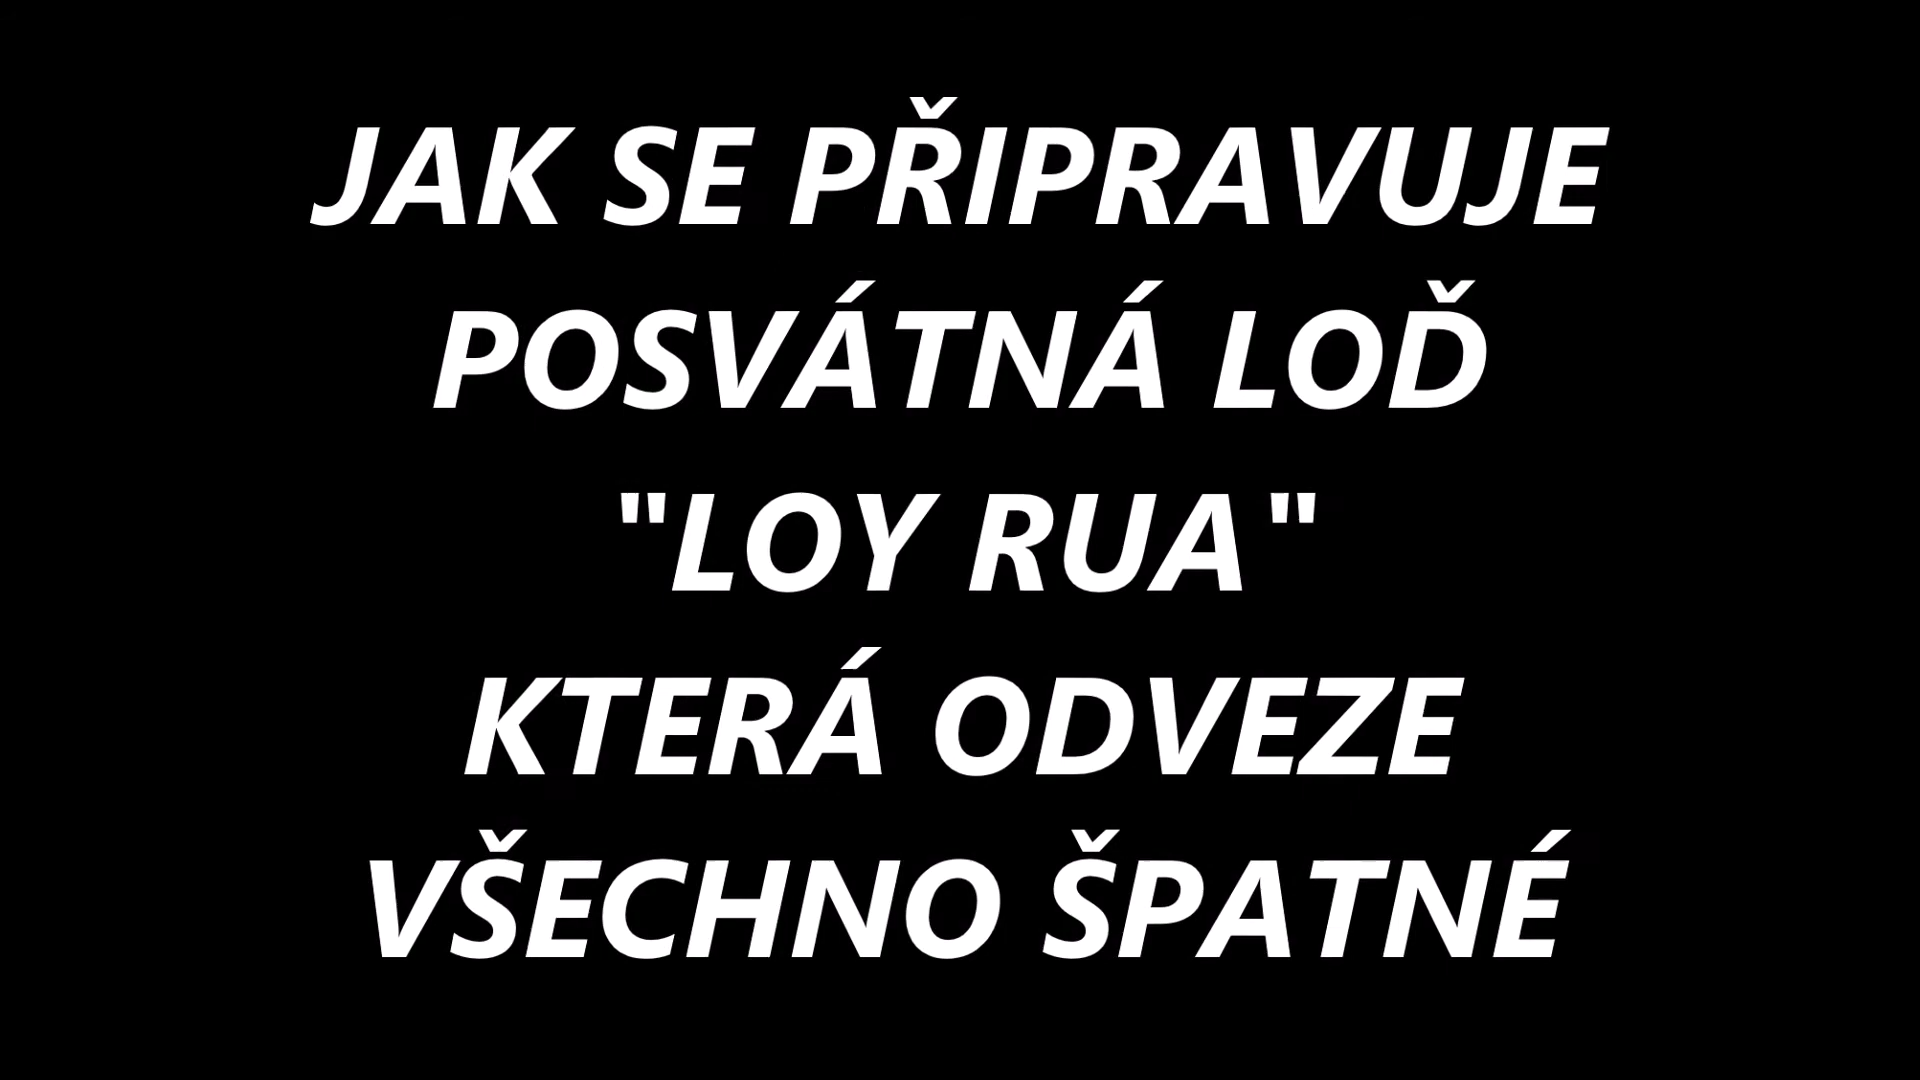 JAK SE PŘIPRAVUJE
POSVÁTNÁ LOĎ
"LOY RUA"
KTERÁ ODVEZE
VŠECHNO ŠPATNÉ